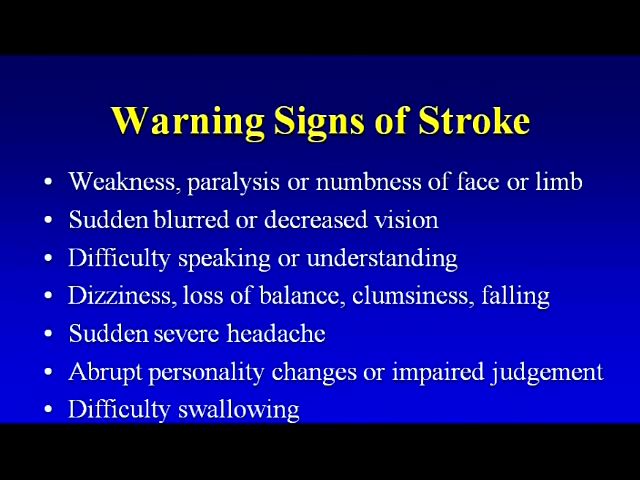 Warning Signs of Stroke
• Weakness, paralysis or numbness of face or limb
• Sudden blurred or decreased vision
• Difficulty speaking or understanding
• Dizziness, loss of balance, clumsiness, falling
• Sudden severe headache
• Abrupt personality changes or impaired judgement
• Difficulty swallowing